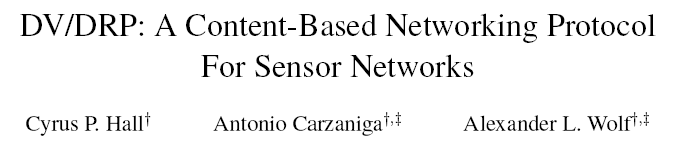 DV/DRP: A Content-Based Networking Protocol
For Sensor Networks
Cyrus P. Hall† Antonio Carzaniga†,‡ Alexander L. Wolf†,‡